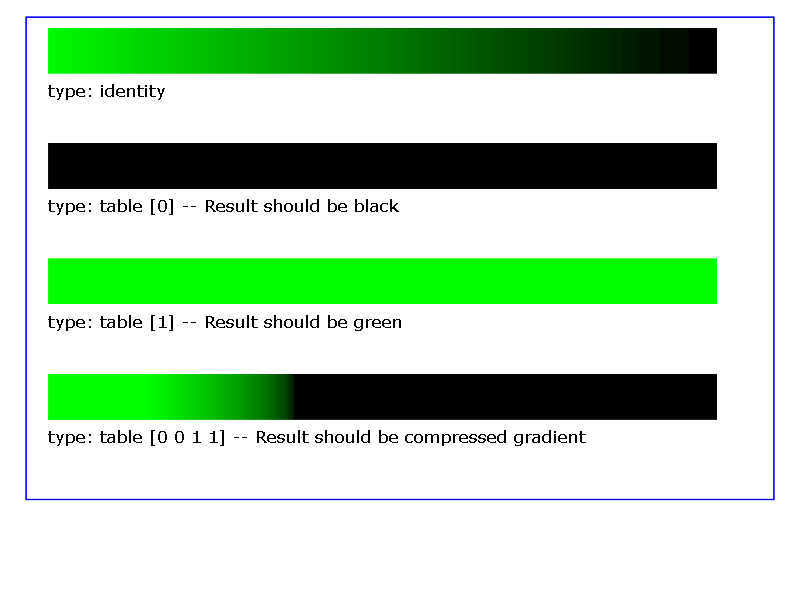 type: identity
type: table [0] -- Result should be black
type: table [1] -- Result should be green
type: table [0 0 1 1] -- Result should be compressed gradient